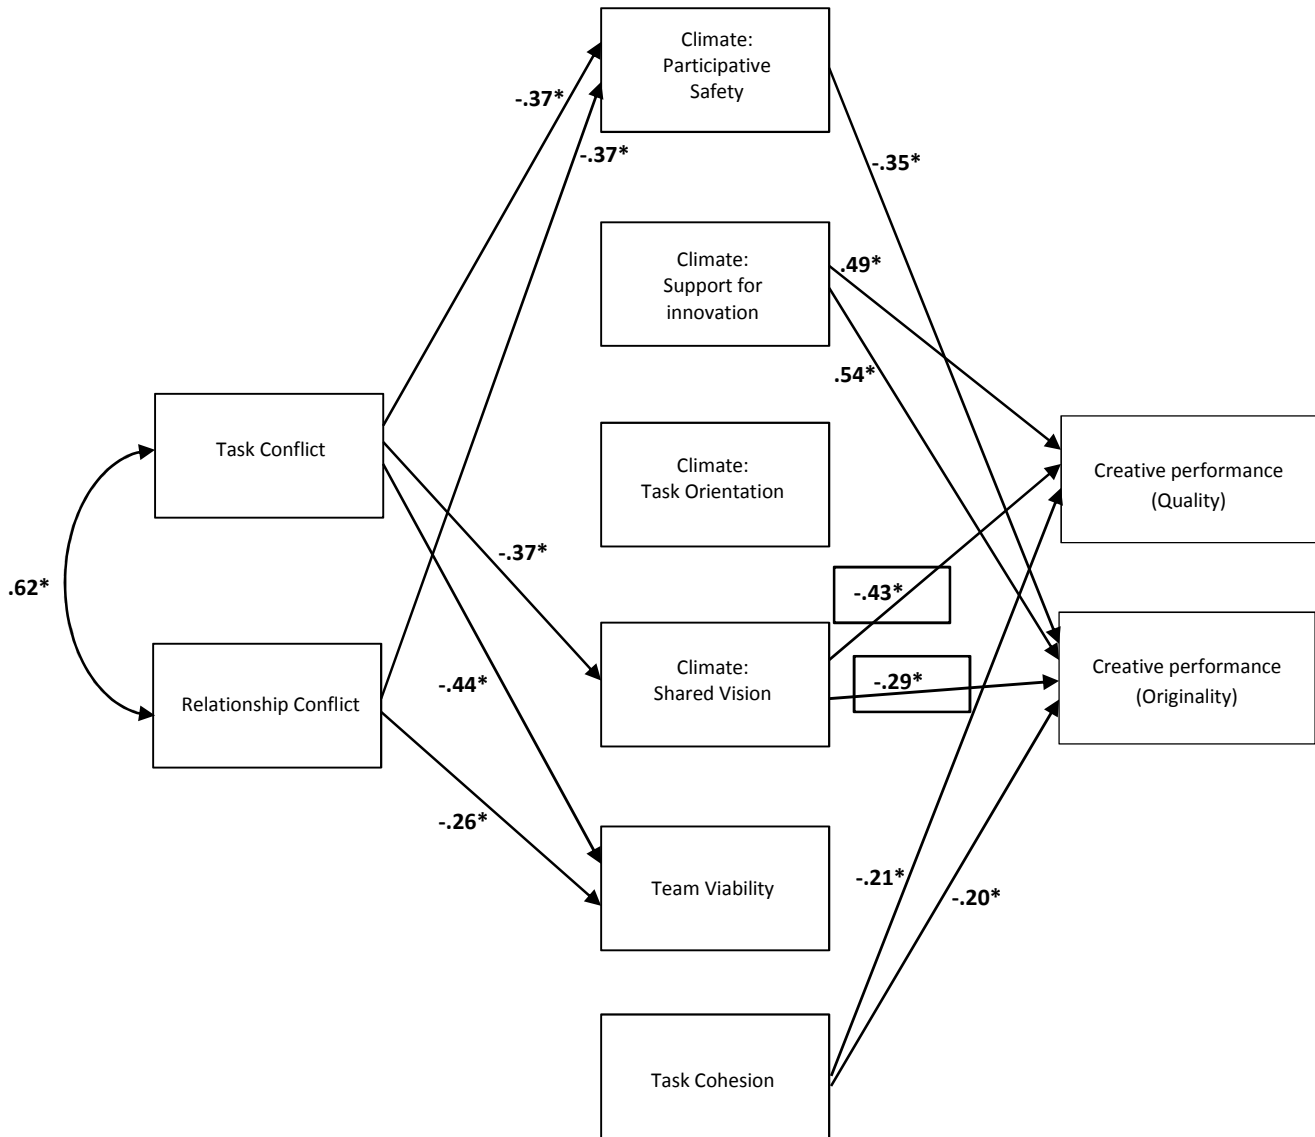 Climate:
Participative
Safety
-.37*
-.37*
-.35*
Climate:
Support for
innovation
.49*
.54*
Task Conflict
Climate:
Task Orientation
Creative performance
(Quality)
-.37*
.62*
-.43*
Relationship Conflict
-.44*
Climate:
Shared Vision
-.29*
Creative performance
(Originality)
-.26*
Team Viability
-.21*
-.20*
Task Cohesion